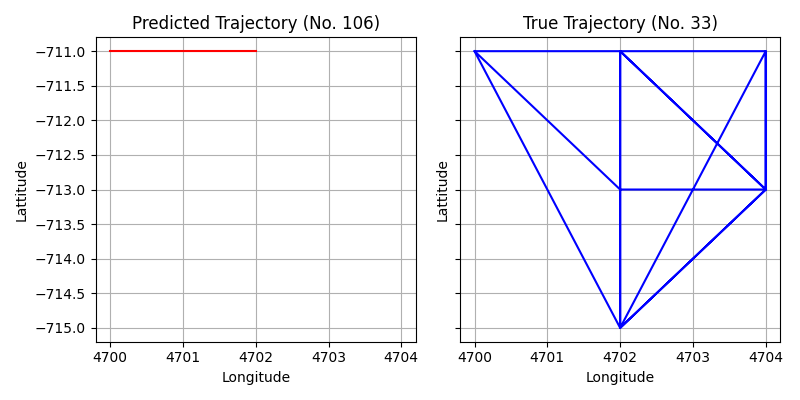 Predicted Trajectory (No. 106)
True Trajectory (No. 33)
Lattitude
−711.0
−711.5
−712.0
−712.5
−713.0
−713.5
−714.0
−714.5
−715.0
4700 4701 4702 4703 4704
Longitude
Lattitude
4700 4701 4702 4703 4704
Longitude